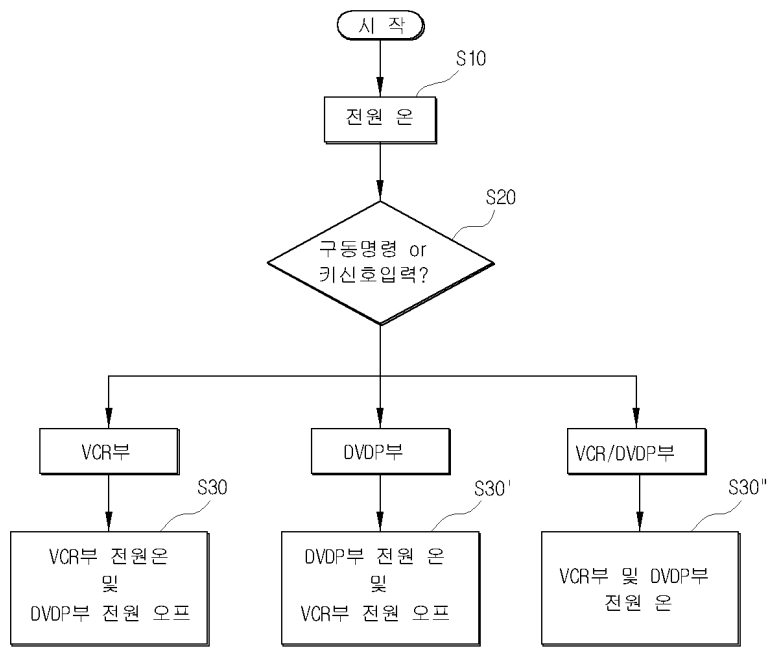 시 작
S10
전원 온
S20
구동명령 or
키신호입력?
VCR부
DVDP부
VCR/DVDP부
S30
S30'
S30"
VCR부 전원온
및
DVDP부 전원 오프
DVDP부 전원 온
및
VCR부 전원 오프
VCR부 및 DVDP부
전원 온